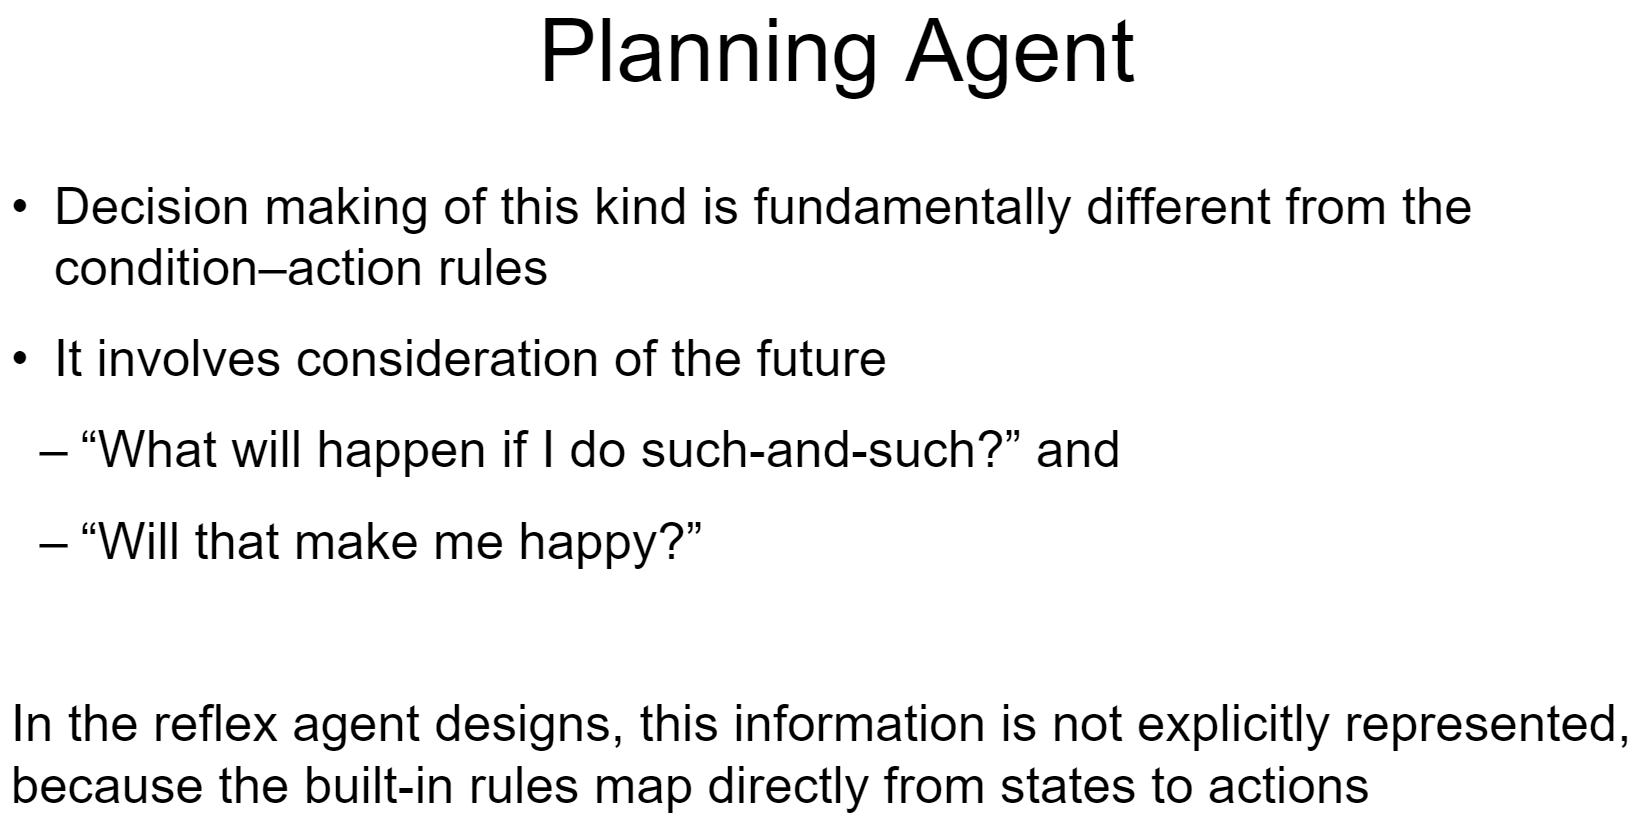 Planning Agent
• Decision making of this kind is fundamentally different from the
condition–action rules
• It involves consideration of the future
– “What will happen if I do such-and-such?” and
– “Will that make me happy?”
In the reflex agent designs, this information is not explicitly represented,
because the built-in rules map directly from states to actions